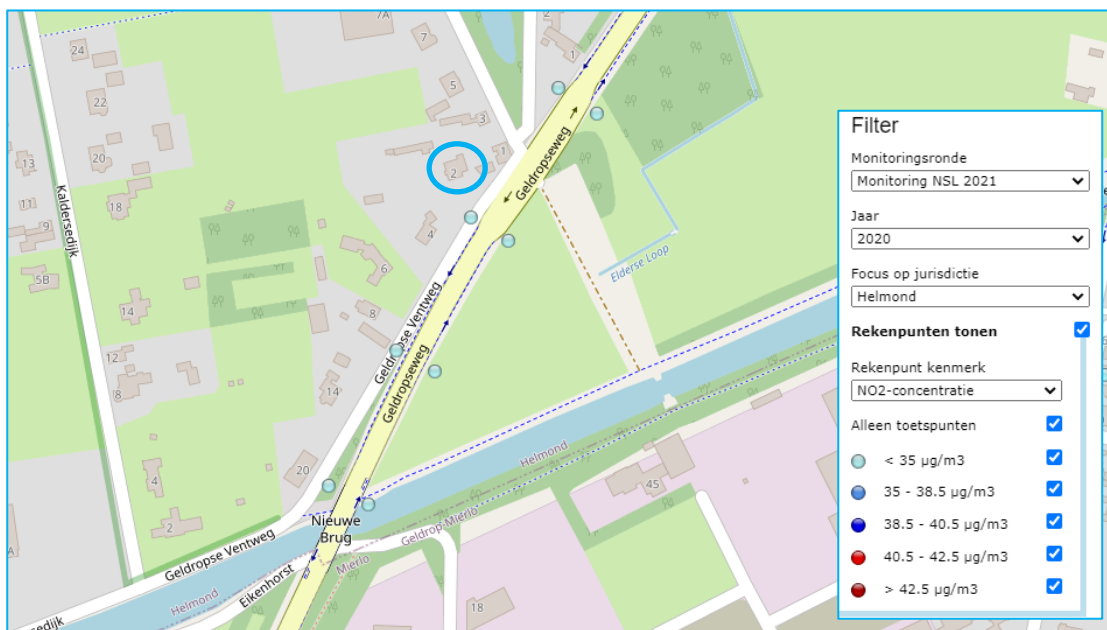 7A
24
7
1
5
22
3
13
20
2
1
11
18
9
4
6
5B
14
8
12
8
14
20
4
2
45
18
Kaldersedijk
Geldropseweg
Elderse Loop
Geldropse Ventweg
Geldropseweg
Helmond
Nieuwe
Brug
Geldrop-Mierlo
Mierlo
Geldropse Ventweg
Eikenhorst
Helmond
Kaldersedijk
Filter
Monitoringsronde
Monitoring NSL 2021
Jaar
2020
Focus op jurisdictie
Helmond
Rekenpunten tonen
Rekenpunt kenmerk
NO2-concentratie
Alleen toetspunten
< 35 µg/m3
35 - 38.5 µg/m3
38.5 - 40.5 µg/m3
40.5 - 42.5 µg/m3
> 42.5 µg/m3